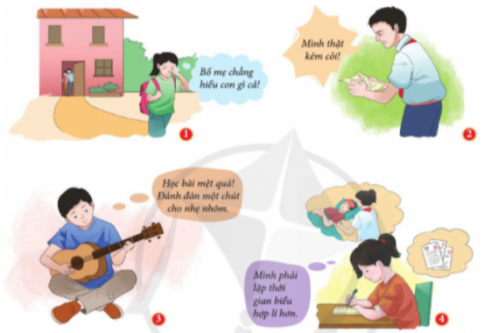 Bố mẹ chẳng
hiểu con gì cả!
1
Mình thật
kém cỏi!
2
Học bài mệt quá!
Đánh đàn một chút
cho nhẹ nhõm.
3
Mình phải
lập thời
gian biểu
hợp lí hơn.
4